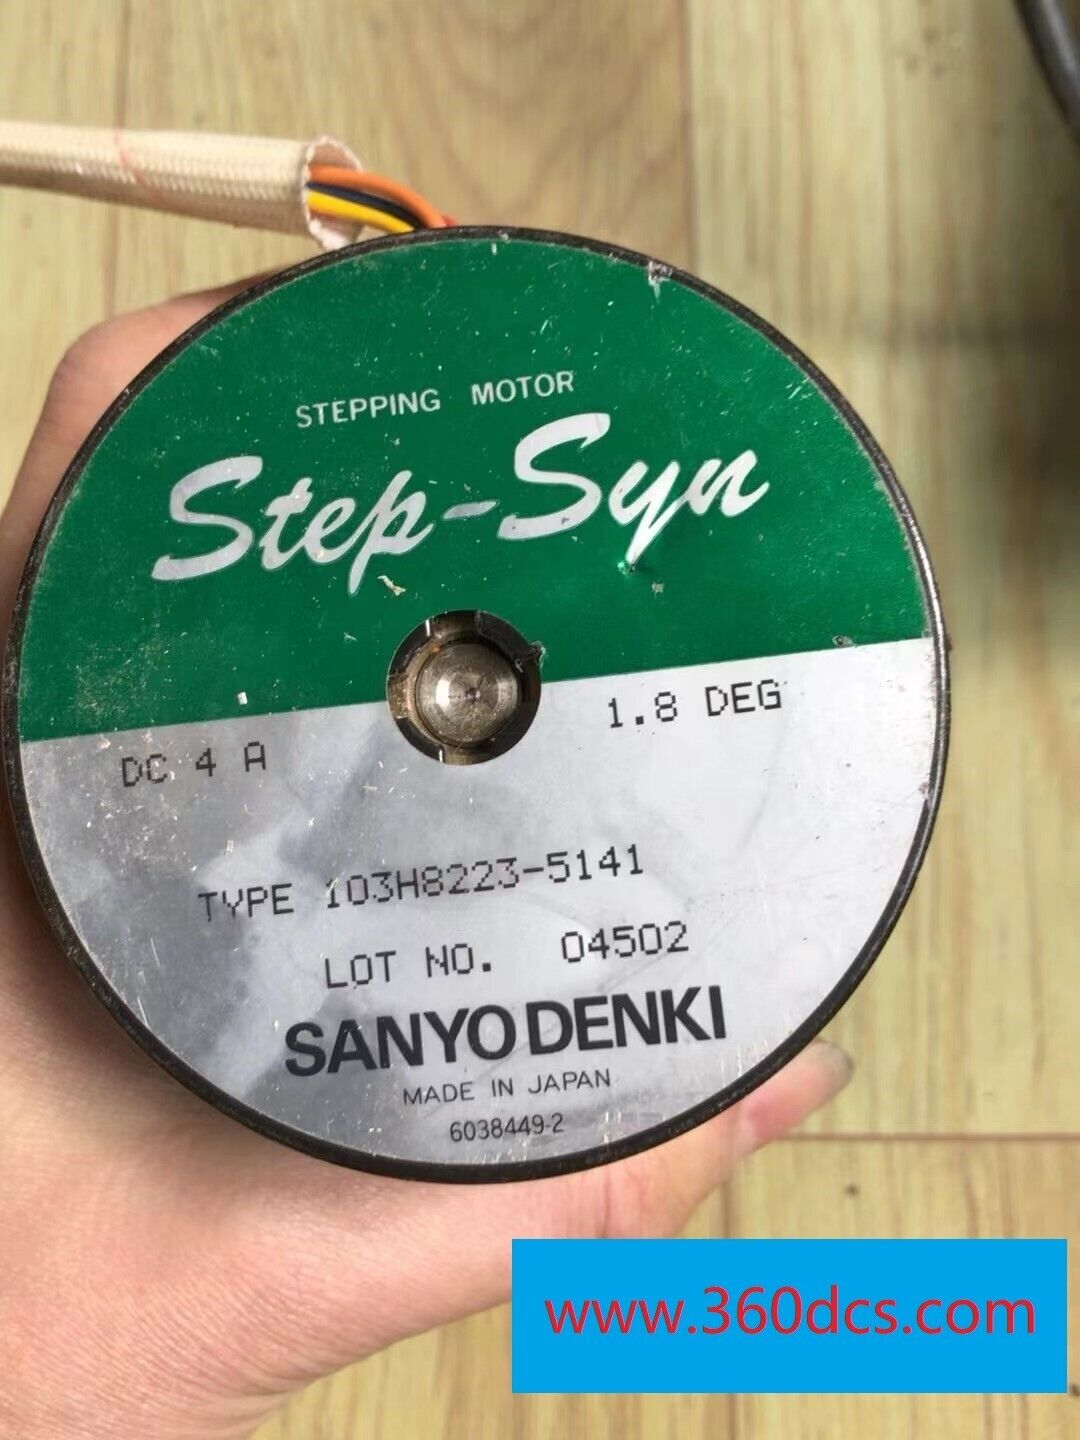 STEPPING MOTOR
Step-Syn
DC 4 A
1.8 DEG
TYPE 103H8223-5141
LOT NO. 04502
SANYO DENKI
MADE IN JAPAN
6038449-2
www.360dcs.com